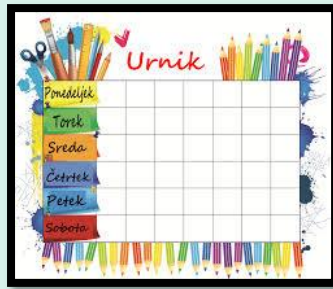 Urnik
Ponedeljek
Torek
Sreda
Četrtek
Petek
Sobota